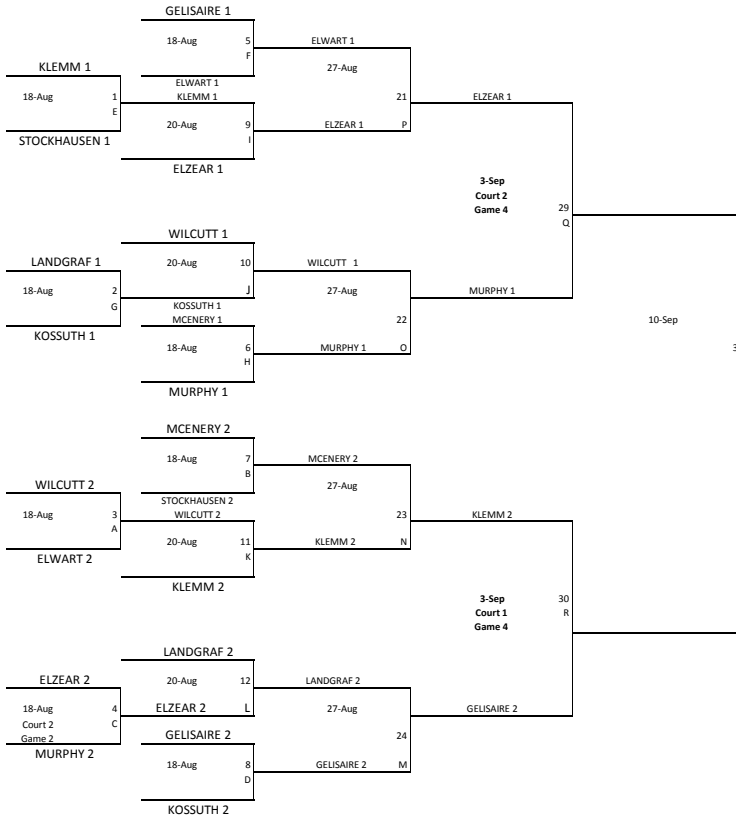 GELISAIRE 1
18-Aug 5
F
ELWART 1
27-Aug
KLEMM 1
ELWART 1
KLEMM 1
18-Aug 1
E
21
ELZEAR 1
20-Aug 9
I
ELZEAR 1 P
STOCKHAUSEN 1
ELZEAR 1
3-Sep
Court 2
Game 4
29
Q
WILCUTT 1
LANDGRAF 1
20-Aug 10
WILCUTT 1
18-Aug 2
G
J
27-Aug
MURPHY 1
KOSSUTH 1
MCENERY 1
22
KOSSUTH 1
18-Aug 6
H
MURPHY 1 O
10-Sep
3
MURPHY 1
MCENERY 2
18-Aug 7
B
MCENERY 2
27-Aug
WILCUTT 2
STOCKHAUSEN 2
WILCUTT 2
18-Aug 3
A
23
KLEMM 2
20-Aug 11
K
KLEMM 2 N
ELWART 2
KLEMM 2
3-Sep
Court 1
Game 4
30
R
LANDGRAF 2
ELZEAR 2
20-Aug 12
LANDGRAF 2
18-Aug 4
Court 2 C
Game 2
ELZEAR 2 L
27-Aug
GELISAIRE 2
MURPHY 2
GELISAIRE 2
24
18-Aug 8
D
GELISAIRE 2 M
KOSSUTH 2